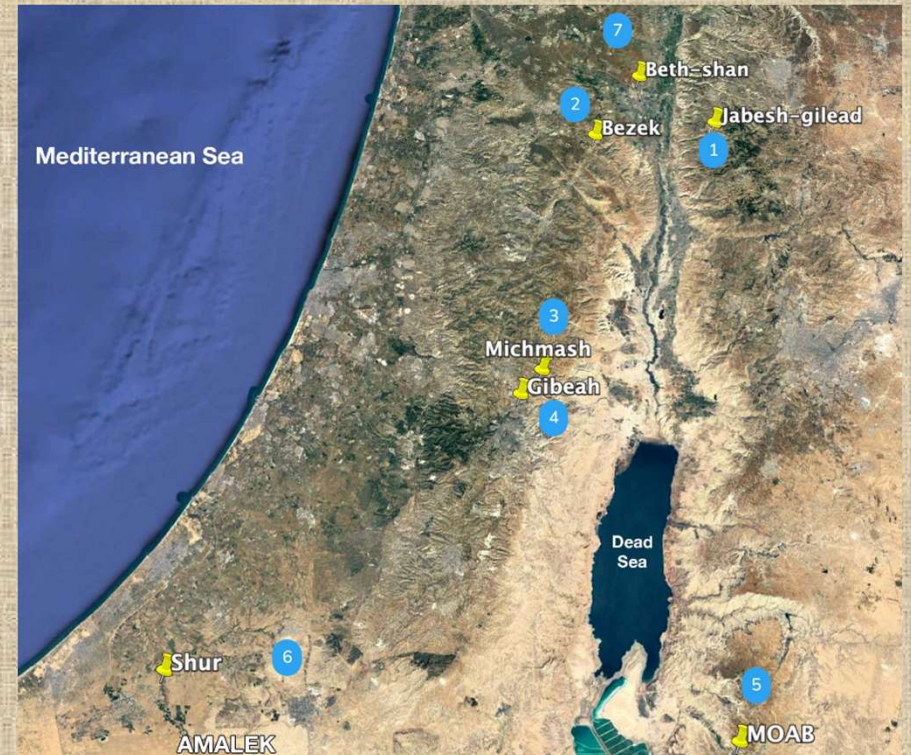 7
Beth-shan
2
Bezek
Jabesh-gilead
1
Mediterranean Sea
3
Michmash
Gibeah
4
Dead
Sea
6
Shur
5
MOAB
AMALEK